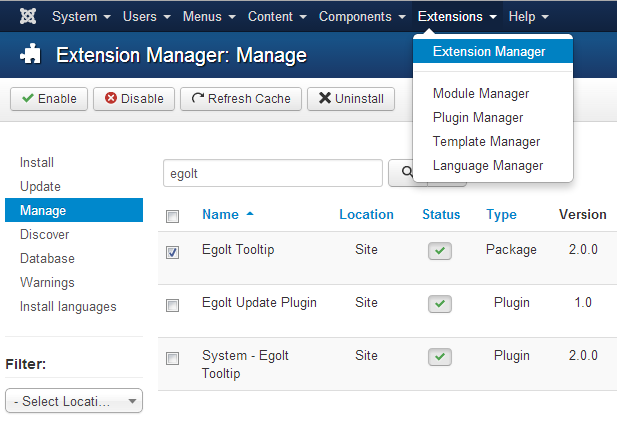 System Users Menus Content Components Extensions Help
Extension Manager: Manage
Extension Manager
Module Manager
Plugin Manager
Template Manager
Language Manager
Enable Disable Refresh Cache Uninstall
Install
Update
Manage
Discover
Database
Warnings
Install languages
Filter:
- Select Locati...
egolt
Name Location Status Type Version
Egolt Tooltip Site Package 2.0.0
Egolt Update Plugin Site Plugin 1.0
System - Egolt Site Plugin 2.0.0
Tooltip